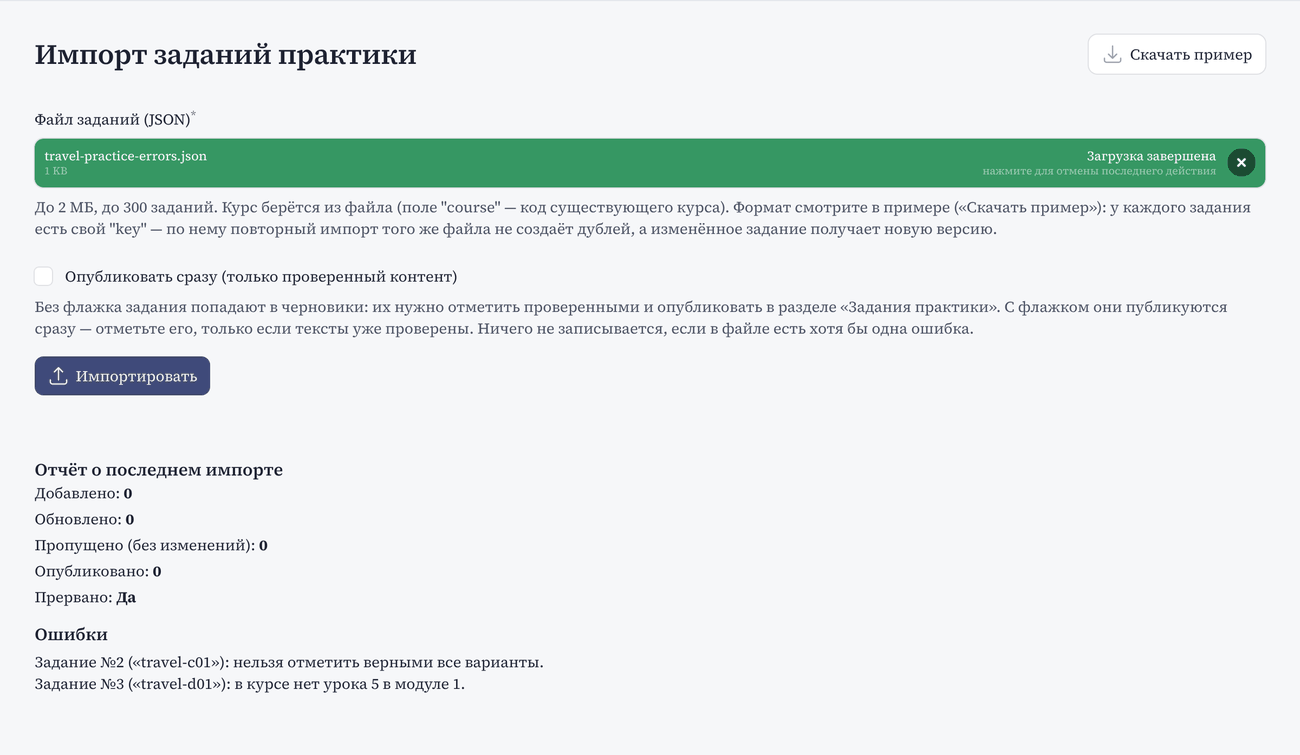 Импорт заданий практики
Скачать пример
Файл заданий (JSON)*
travel-practice-errors.json
1 KB
Загрузка завершена
нажмите для отмены последнего действия
До 2 МБ, до 300 заданий. Курс берётся из файла (поле "course" — код существующего курса). Формат смотрите в примере («Скачать пример»): у каждого задания
есть свой "key" — по нему повторный импорт того же файла не создаёт дублей, а изменённое задание получает новую версию.
Опубликовать сразу (только проверенный контент)
Без флажка задания попадают в черновики: их нужно отметить проверенными и опубликовать в разделе «Задания практики». С флажком они публикуются
сразу — отметьте его, только если тексты уже проверены. Ничего не записывается, если в файле есть хотя бы одна ошибка.
Импортировать
Отчёт о последнем импорте
Добавлено: 0
Обновлено: 0
Пропущено (без изменений): 0
Опубликовано: 0
Прервано: Да
Ошибки
Задание №2 («travel-c01»): нельзя отметить верными все варианты.
Задание №3 («travel-d01»): в курсе нет урока 5 в модуле 1.